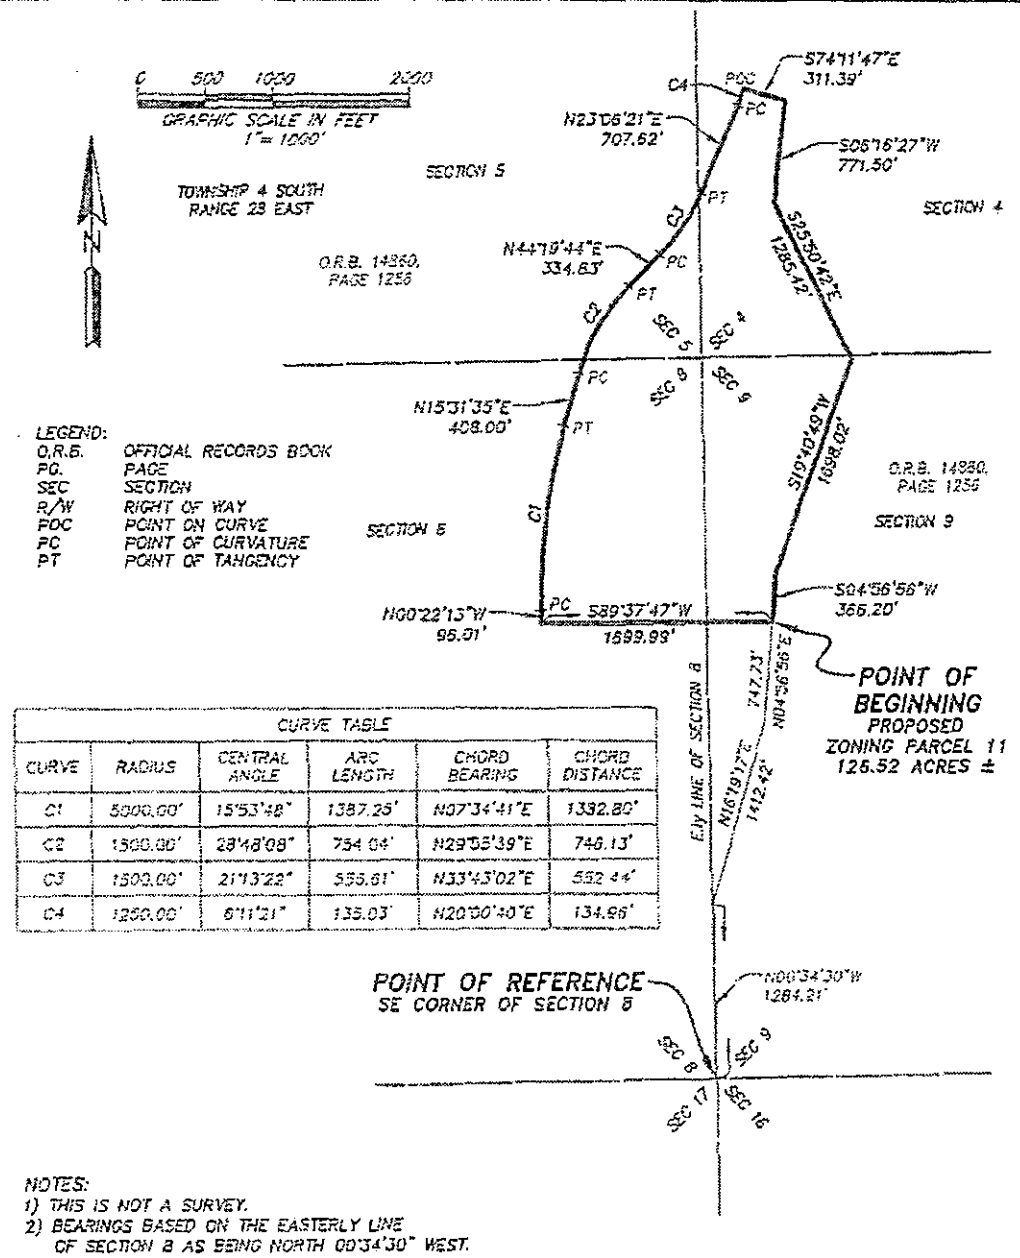 0 500 1000 2000
GRAPHIC SCALE IN FEET
1"= 1000'
TOWNSHIP 4 SOUTH
RANGE 23 EAST
SECTION 5
O.R.B. 14860,
PAGE 1256
C4
POC
PC
S74°11'47"E
311.39'
N23°06'21"E
707.62'
S06°16'27"W
771.50'
SECTION 4
PT
C3
S25°50'42"E
1285.42'
N44°19'44"E
334.83'
PC
PT
C2
SEC 5
SEC 4
SEC 8
SEC 9
PC
N15°31'35"E
408.00'
PT
S19°40'49"W
1698.02'
O.R.B. 14860,
PAGE 1256
SECTION 9
LEGEND:
O.R.B. OFFICIAL RECORDS BOOK
PG. PAGE
SEC SECTION
R/W RIGHT OF WAY
POC POINT ON CURVE
PC POINT OF CURVATURE
PT POINT OF TANGENCY
C1
SECTION 8
S04°56'56"W
366.20'
N00°22'13"W
95.01'
PC
S89°37'47"W
1699.99'
POINT OF
BEGINNING
PROPOSED
ZONING PARCEL 11
126.52 ACRES ±
747.73'
N04°56'56"E
E'ly LINE OF SECTION 8
N16°19'17"E
1412.42'
CURVE TABLE
CURVE RADIUS CENTRAL ANGLE ARC LENGTH CHORD BEARING CHORD DISTANCE
C1 5000.00' 15°53'48" 1387.25' N07°34'41"E 1382.80'
C2 1500.00' 28°48'08" 754.04' N29°55'39"E 746.13'
C3 1500.00' 21°13'22" 555.61' N33°43'02"E 552.44'
C4 1250.00' 6°11'21" 135.03' N20°00'40"E 134.96'
POINT OF REFERENCE
SE CORNER OF SECTION 8
N00°34'30"W
1284.21'
SEC 8
SEC 9
SEC 17
SEC 16
NOTES:
1) THIS IS NOT A SURVEY.
2) BEARINGS BASED ON THE EASTERLY LINE
OF SECTION 8 AS BEING NORTH 00°34'30" WEST.